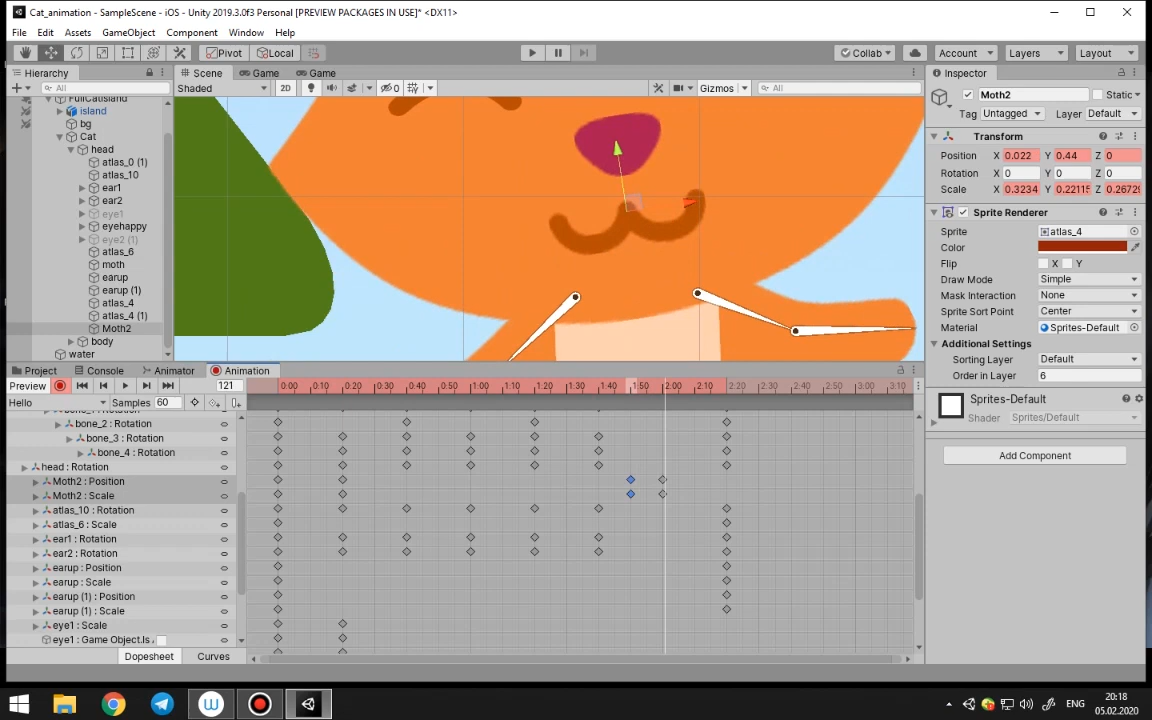 Cat_animation - SampleScene - iOS - Unity 2019.3.0f3 Personal [PREVIEW PACKAGES IN USE]* <DX11>
File Edit Assets GameObject Component Window Help
Pivot Local Collab Account Layers Layout
Hierarchy Scene Game Game Inspector
All Shaded 2D 0 Gizmos All
Moth2 Static
Tag Untagged Layer Default
FullCatIsland
island
bg
Cat
head
atlas_0 (1)
atlas_10
ear1
ear2
eye1
eyehappy
eye2 (1)
atlas_6
moth
earup
earup (1)
atlas_4
atlas_4 (1)
Moth2
body
water
Transform
Position X 0.022 Y 0.44 Z 0
Rotation X 0 Y 0 Z 0
Scale X 0.3234 Y 0.22115 Z 0.26728
Sprite Renderer
Sprite atlas_4
Color
Flip X Y
Draw Mode Simple
Mask Interaction None
Sprite Sort Point Center
Material Sprites-Default
Additional Settings
Sorting Layer Default
Order in Layer 6
Sprites-Default
Shader Sprites/Default
Add Component
Project Console Animator Animation
Preview 121 0:00 0:10 0:20 0:30 0:40 0:50 1:00 1:10 1:20 1:30 1:40 1:50 2:00 2:10 2:20 2:30 2:40 2:50 3:00 3:10
Hello Samples 60
bone_2 : Rotation
bone_3 : Rotation
bone_4 : Rotation
head : Rotation
Moth2 : Position
Moth2 : Scale
atlas_10 : Rotation
atlas_6 : Scale
ear1 : Rotation
ear2 : Rotation
earup : Position
earup : Scale
earup (1) : Position
earup (1) : Scale
eye1 : Scale
eye1 : Game Object.Is
Dopesheet Curves
ENG
20:18
05.02.2020